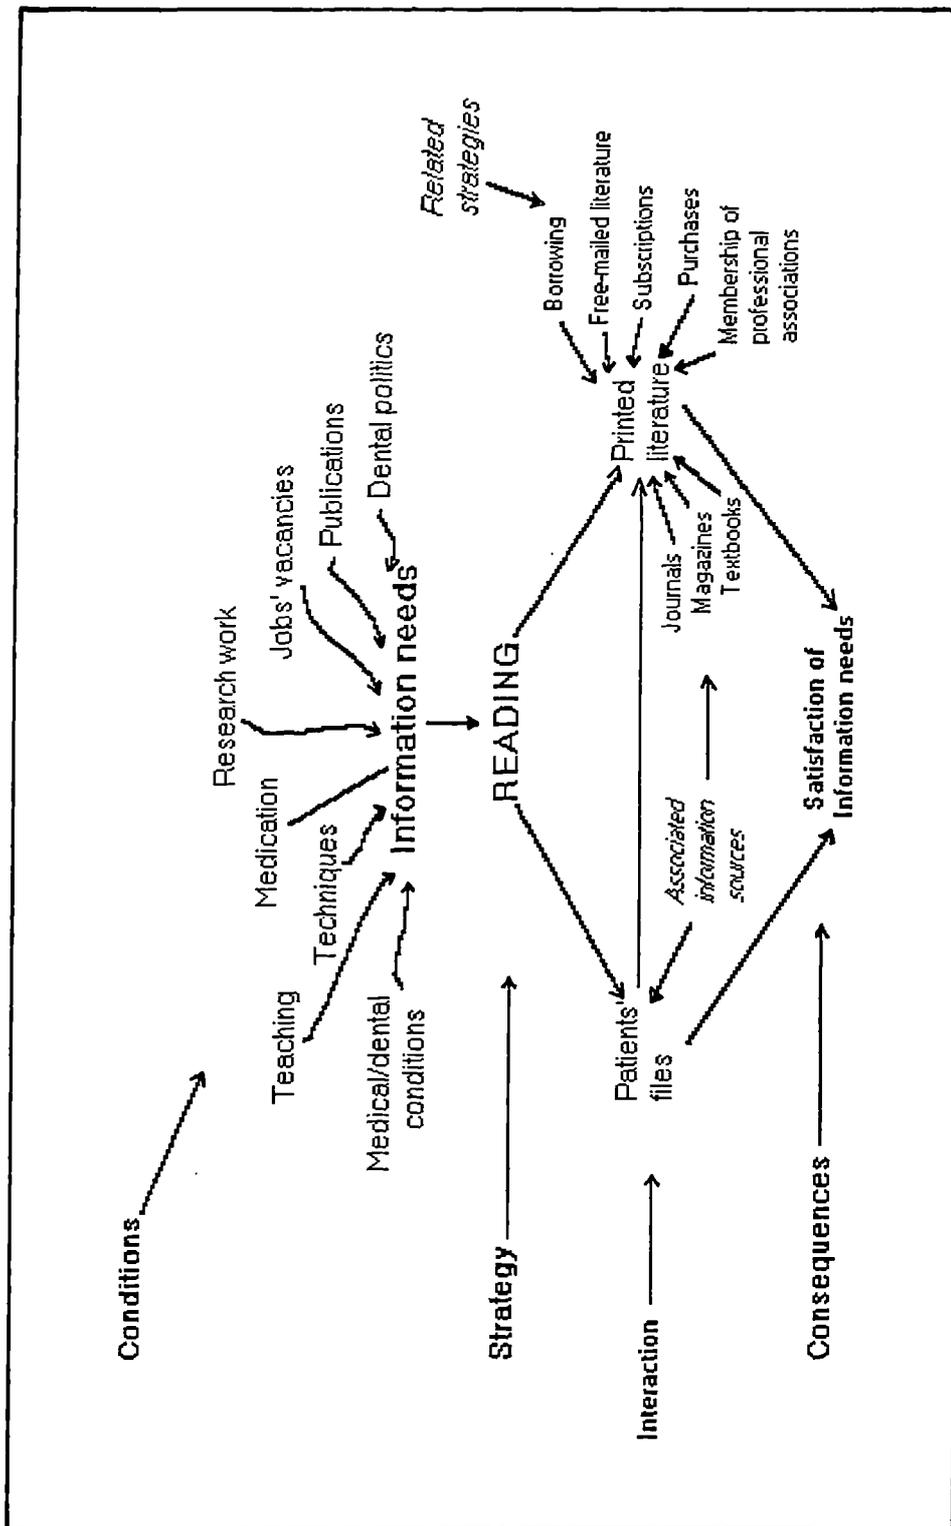 Conditions
Research work
Medication
Jobs' vacancies
Teaching
Techniques
Publications
Medical/dental
conditions
Dental politics
Information needs
Related
strategies
Strategy
READING
Borrowing
Free-mailed literature
Subscriptions
Purchases
Membership of
professional
associations
Interaction
Patients'
files
Printed
literature
Associated
information
sources
Journals
Magazines
Textbooks
Consequences
Satisfaction of
Information needs